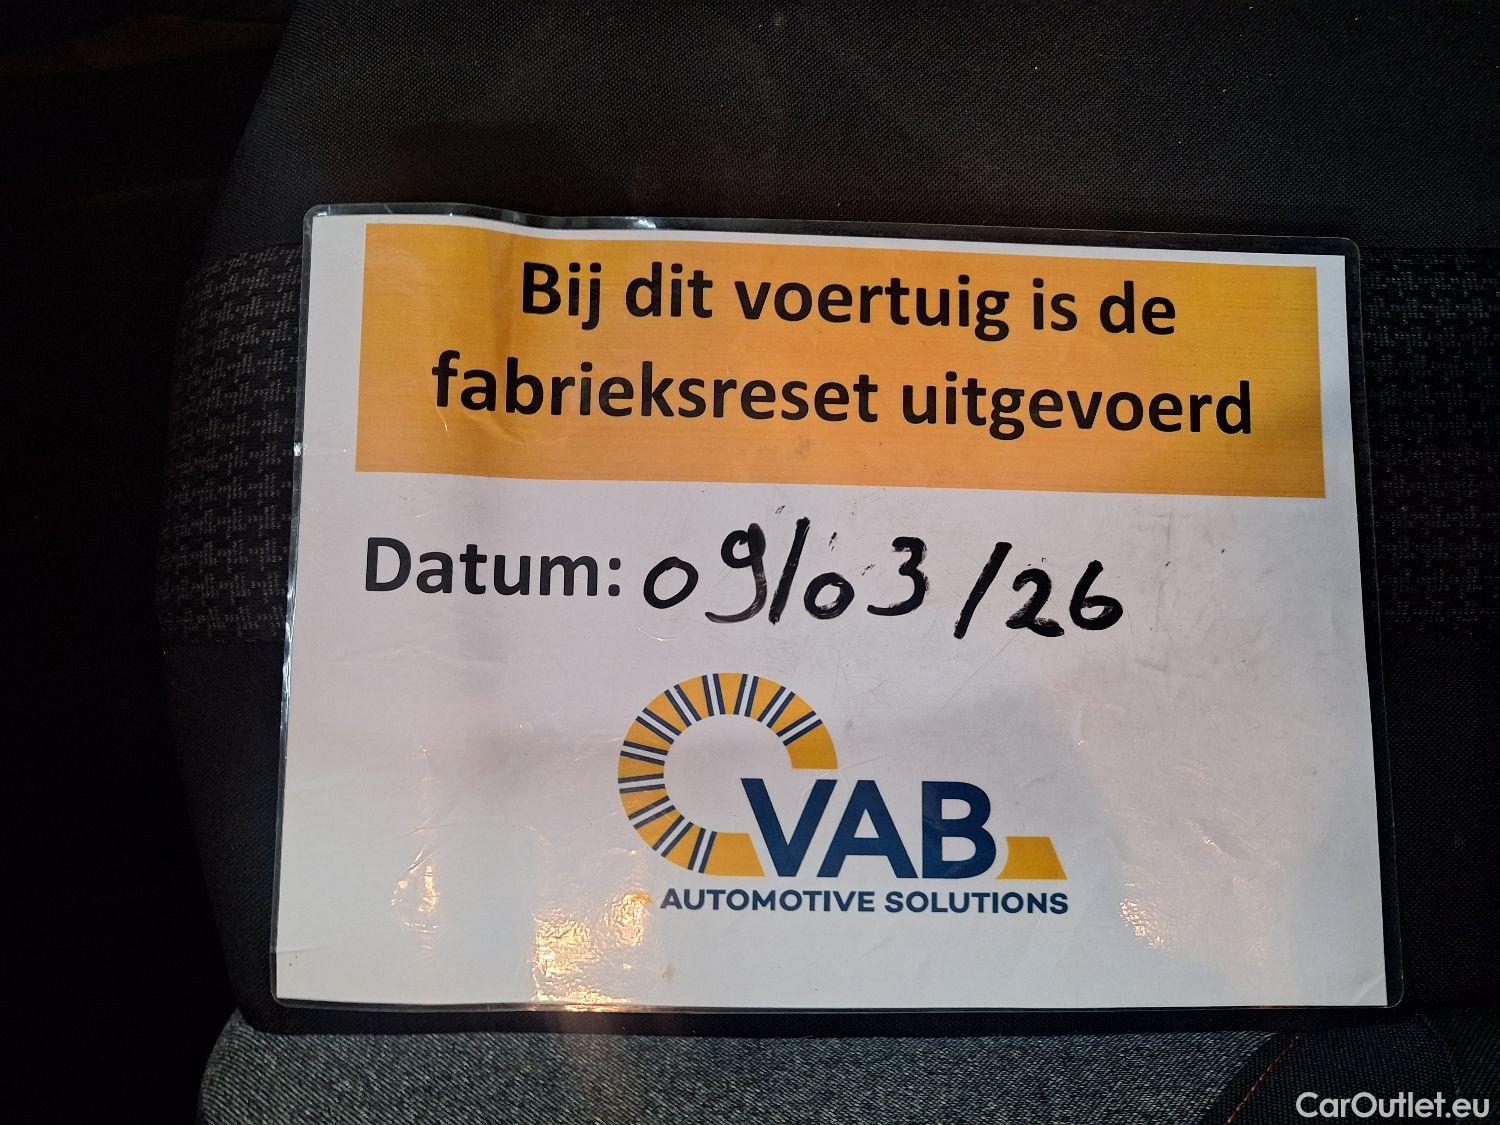 Bij dit voertuig is de
fabrieksreset uitgevoerd
Datum: 09/03/26
VAB
AUTOMOTIVE SOLUTIONS
CarOutlet.eu